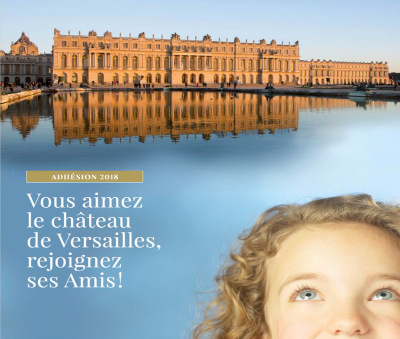 ADHÉSION 2018
Vous aimez
le château
de Versailles,
rejoignez
ses Amis !